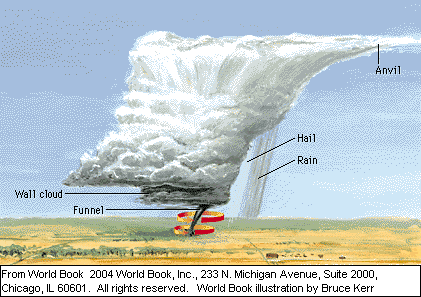 Anvil
Hail
Rain
Wall cloud
Funnel
From World Book 2004 World Book, Inc., 233 N. Michigan Avenue, Suite 2000,
Chicago, IL 60601. All rights reserved. World Book illustration by Bruce Kerr